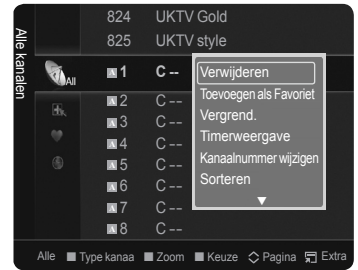 Alle kanalen
824 UKTV Gold
825 UKTV style
All
A 1 C --
A 2 C --
A 3 C --
A 4 C --
A 5 C --
A 6 C --
A 7 C --
A 8 C --
Verwijderen
Toevoegen als Favoriet
Vergrend.
Timerweergave
Kanaalnummer wijzigen
Sorteren
Alle Type kanaa Zoom Keuze Pagina Extra